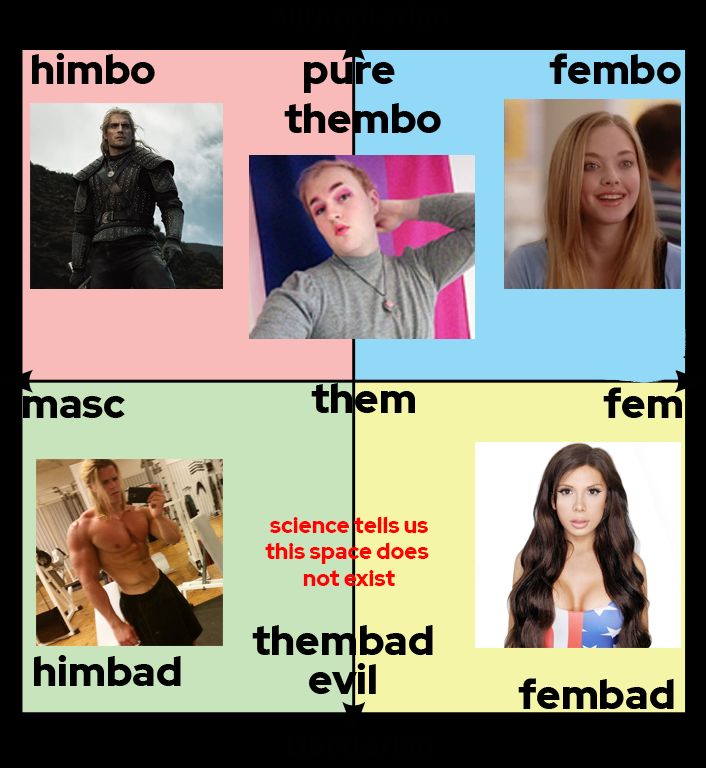 himbo
pure
fembo
thembo
masc
them
fem
science tells us
this space does
not exist
thembad
himbad
evil
fembad